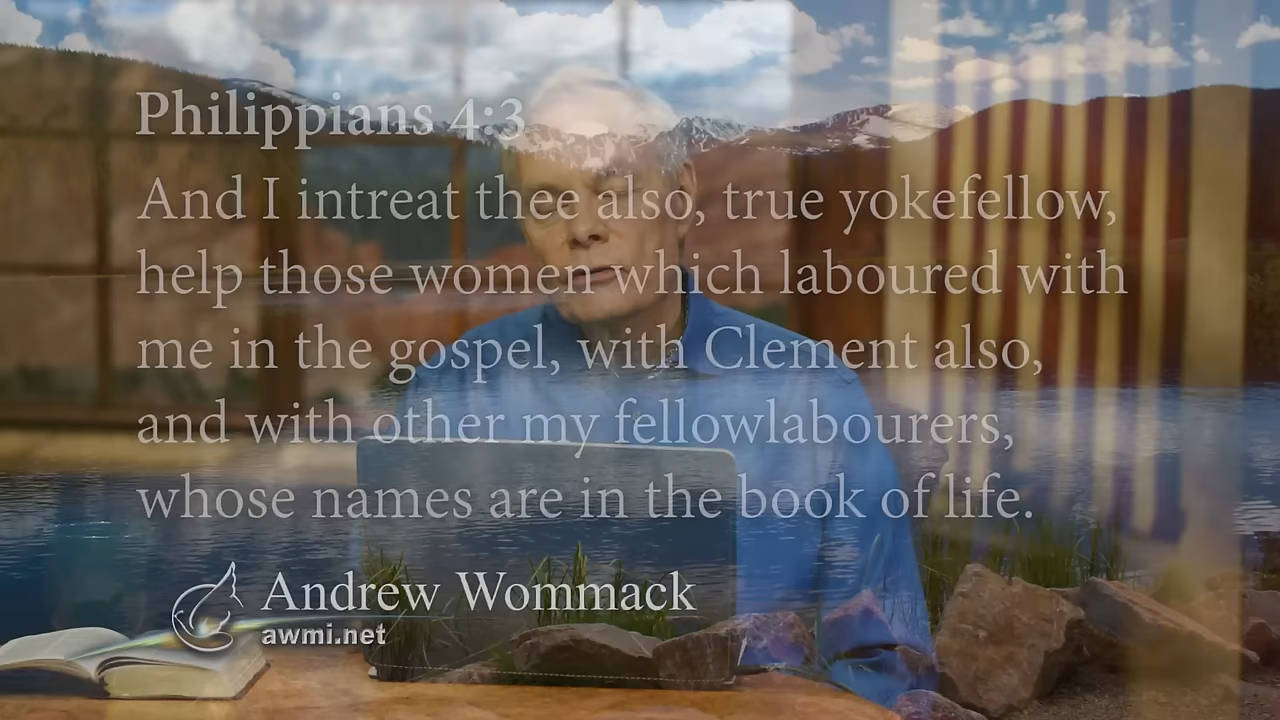 Philippians 4:3
And I intreat thee also, true yokefellow,
help those women which laboured with
me in the gospel, with Clement also,
and with other my fellowlabourers,
whose names are in the book of life.
Andrew Wommack
awmi.net